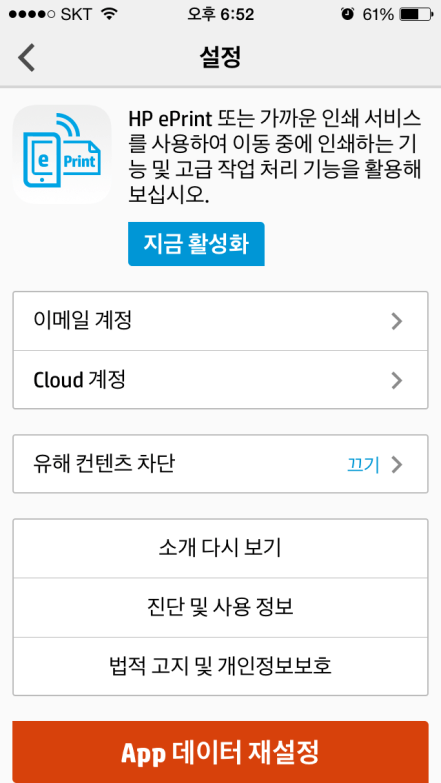 SKT 오후 6:52 61%
설정
HP ePrint 또는 가까운 인쇄 서비스
를 사용하여 이동 중에 인쇄하는 기
능 및 고급 작업 처리 기능을 활용해
보십시오.
e Print
지금 활성화
이메일 계정
Cloud 계정
유해 컨텐츠 차단 끄기
소개 다시 보기
진단 및 사용 정보
법적 고지 및 개인정보보호
App 데이터 재설정